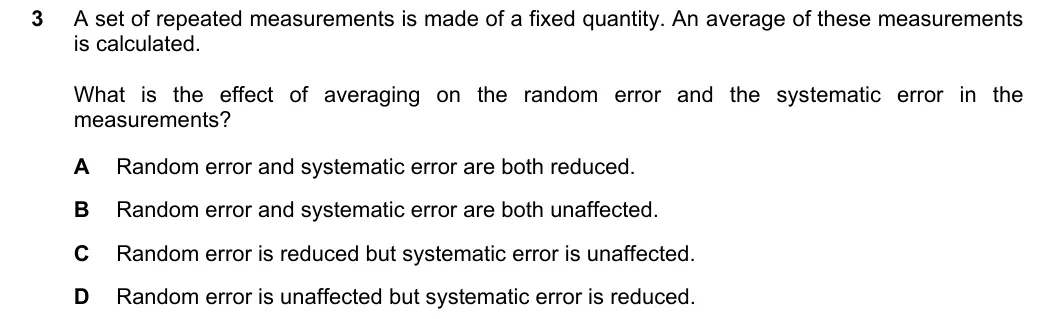 3 A set of repeated measurements is made of a fixed quantity. An average of these measurements
is calculated.
What is the effect of averaging on the random error and the systematic error in the
measurements?
A Random error and systematic error are both reduced.
B Random error and systematic error are both unaffected.
C Random error is reduced but systematic error is unaffected.
D Random error is unaffected but systematic error is reduced.